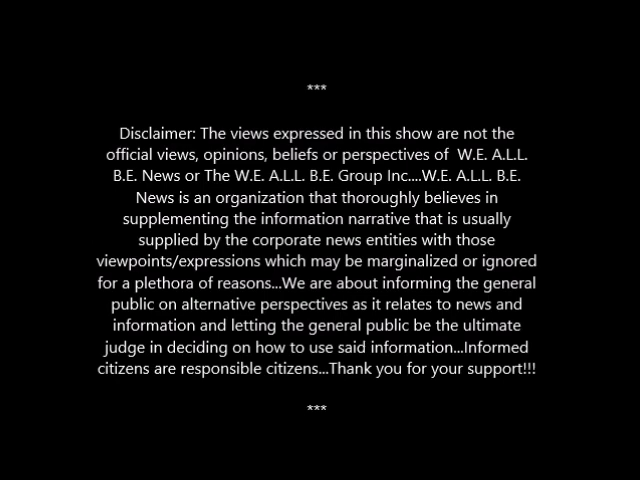 ***
Disclaimer: The views expressed in this show are not the
official views, opinions, beliefs or perspectives of  W.E. A.L.L.
B.E. News or The W.E. A.L.L. B.E. Group Inc....W.E. A.L.L. B.E.
News is an organization that thoroughly believes in
supplementing the information narrative that is usually
supplied by the corporate news entities with those
viewpoints/expressions which may be marginalized or ignored
for a plethora of reasons...We are about informing the general
public on alternative perspectives as it relates to news and
information and letting the general public be the ultimate
judge in deciding on how to use said information...Informed
citizens are responsible citizens...Thank you for your support!!!
***